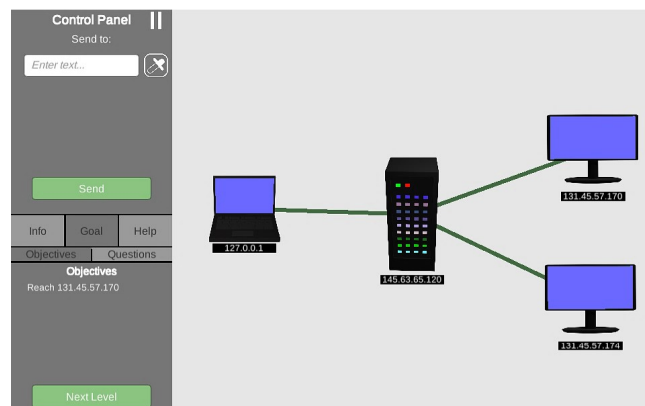 Control Panel
Send to:
Enter text...
Send
Info
Goal
Help
Objectives
Questions
Objectives
Reach 131.45.57.170
Next Level
127.0.0.1
145.63.65.120
131.45.57.170
131.45.57.174